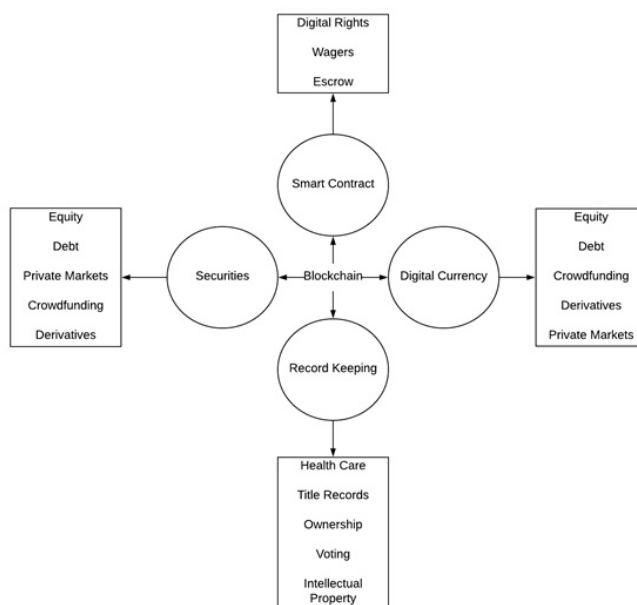 Digital Rights
Wagers
Escrow
Smart Contract
Equity
Debt
Private Markets
Crowdfunding
Derivatives
Securities
Blockchain
Digital Currency
Equity
Debt
Crowdfunding
Derivatives
Private Markets
Record Keeping
Health Care
Title Records
Ownership
Voting
Intellectual
Property